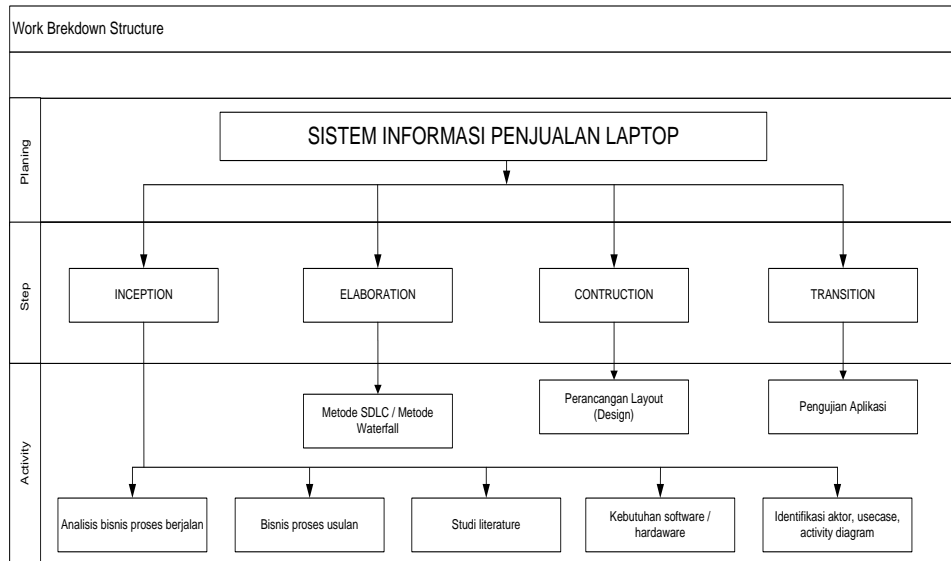 Work Brekdown Structure
Planing
SISTEM INFORMASI PENJUALAN LAPTOP
Step
INCEPTION
ELABORATION
CONTRUCTION
TRANSITION
Activity
Metode SDLC / Metode
Waterfall
Perancangan Layout
(Design)
Pengujian Aplikasi
Analisis bisnis proses berjalan
Bisnis proses usulan
Studi literature
Kebutuhan software /
hardaware
Identifikasi aktor, usecase,
activity diagram